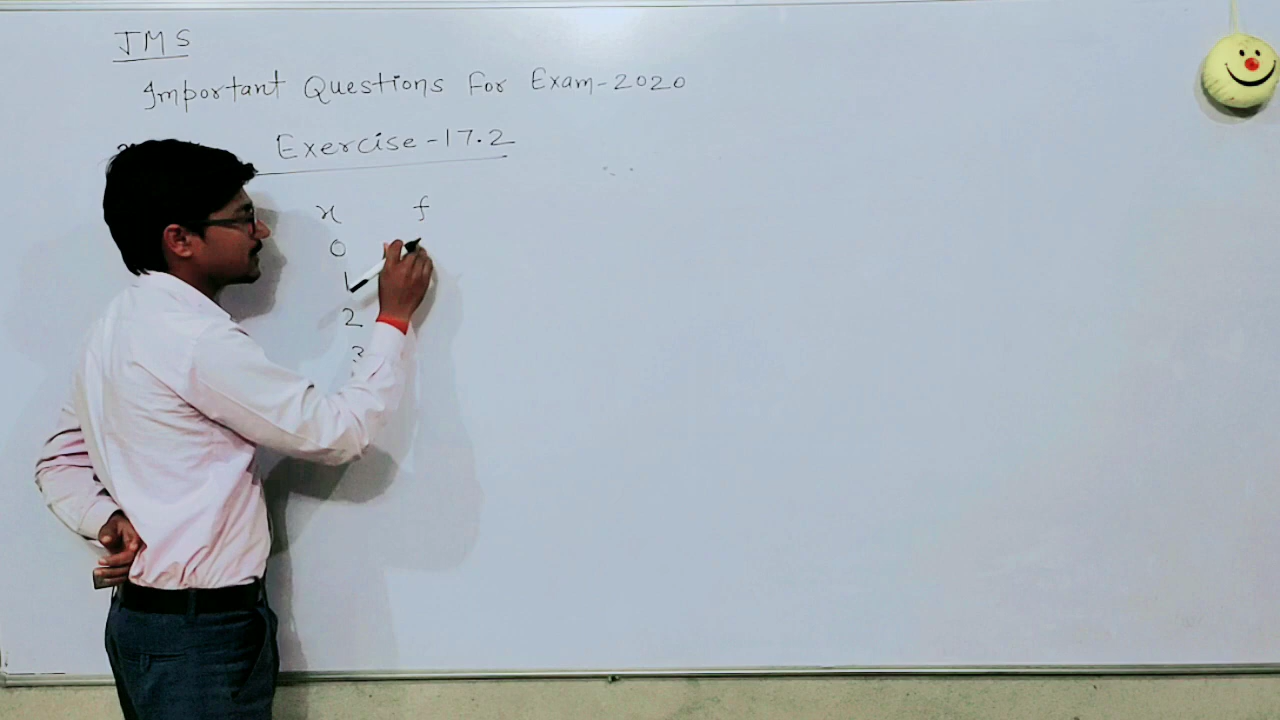 JMS
Important Questions For Exam-2020
Exercise-17.2
x f
0
1
2
3